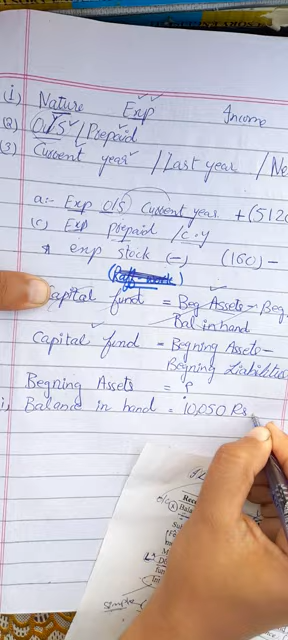 (1) Nature Exp Income
(2) O/S / Prepaid
(3) Current year / Last year / Ne
a:- Exp O/S Current year + (5120
(c) Exp prepaid / c.y
* exp stock (-) (160) -
Capital fund = Beg Assets - Beg.
Bal in hand
Capital fund = Begning Assets -
Begning Liabilities
Begning Assets = ?
1, Balance in hand = 10,050 Rs